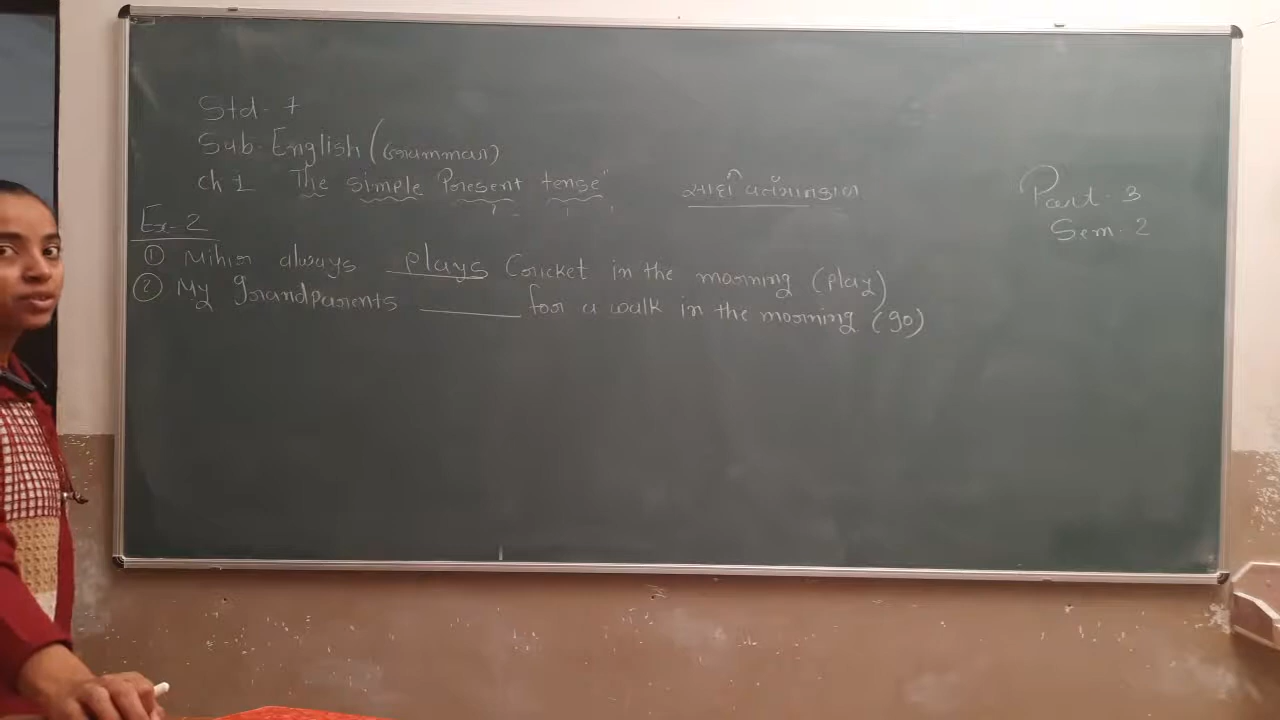 Std. 7
Sub. English (Grammar)
ch 1 The simple Present tense" સાદો વર્તમાનકાળ
Part. 3
Sem. 2
Ex-2
① Mihir always plays Cricket in the morning (play)
② My grandparents ______ for a walk in the morning. (go)